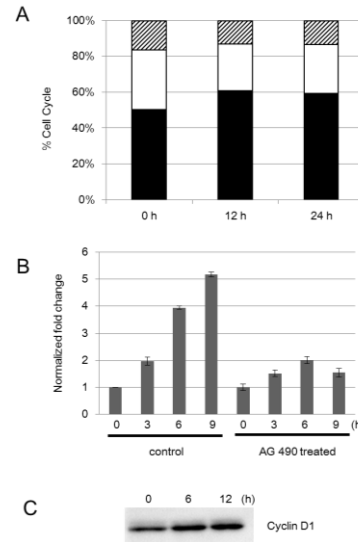 A
% Cell Cycle
100%
80%
60%
40%
20%
0%
0 h 12 h 24 h
B
Normalized fold change
6
5
4
3
2
1
0
0 3 6 9 0 3 6 9 (h
control AG 490 treated
C
0 6 12 (h)
Cyclin D1